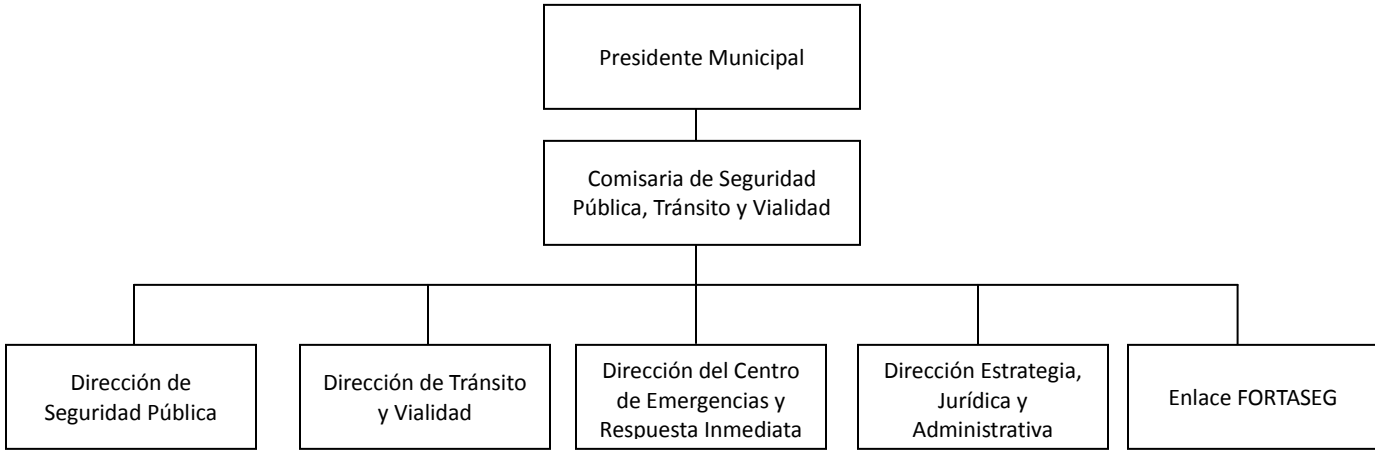 Presidente Municipal
Comisaria de Seguridad
Pública, Tránsito y Vialidad
Dirección de
Seguridad Pública
Dirección de Tránsito
y Vialidad
Dirección del Centro
de Emergencias y
Respuesta Inmediata
Dirección Estrategia,
Jurídica y
Administrativa
Enlace FORTASEG